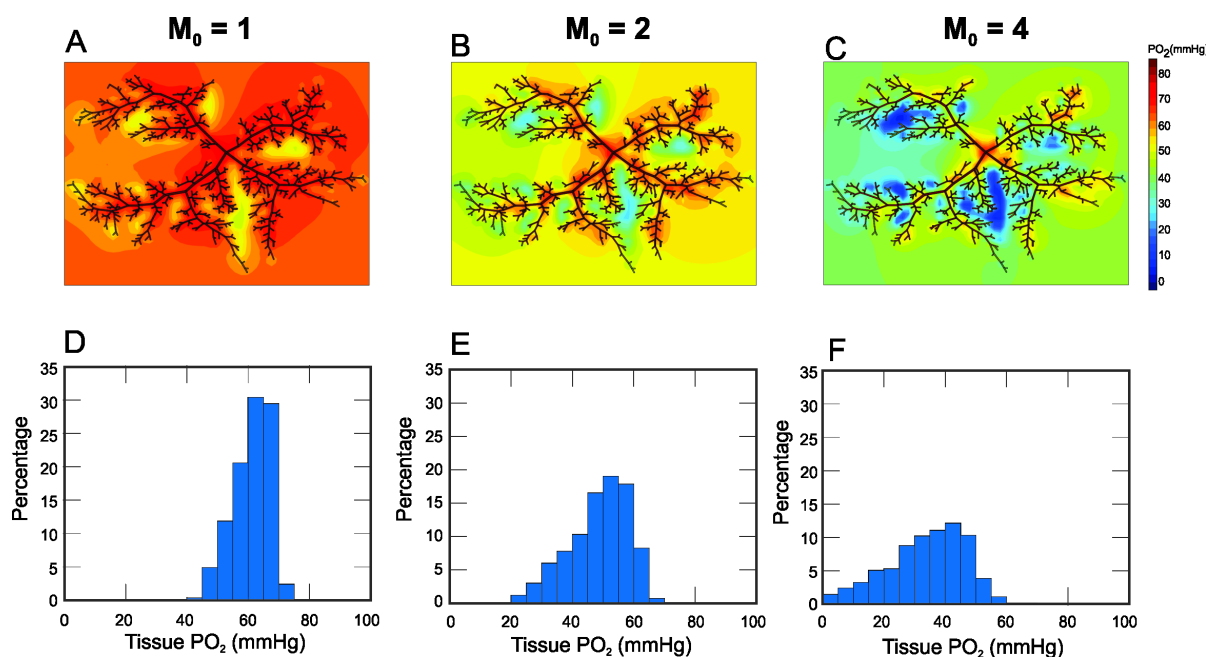 M₀ = 1
M₀ = 2
M₀ = 4
A
B
C
PO₂(mmHg)
80
70
60
50
40
30
20
10
0
D
35
30
25
20
15
10
5
0
Percentage
0 20 40 60 80 100
Tissue PO₂ (mmHg)
E
35
30
25
20
15
10
5
0
Percentage
0 20 40 60 80 100
Tissue PO₂ (mmHg)
F
35
30
25
20
15
10
5
0
Percentage
0 20 40 60 80 100
Tissue PO₂ (mmHg)